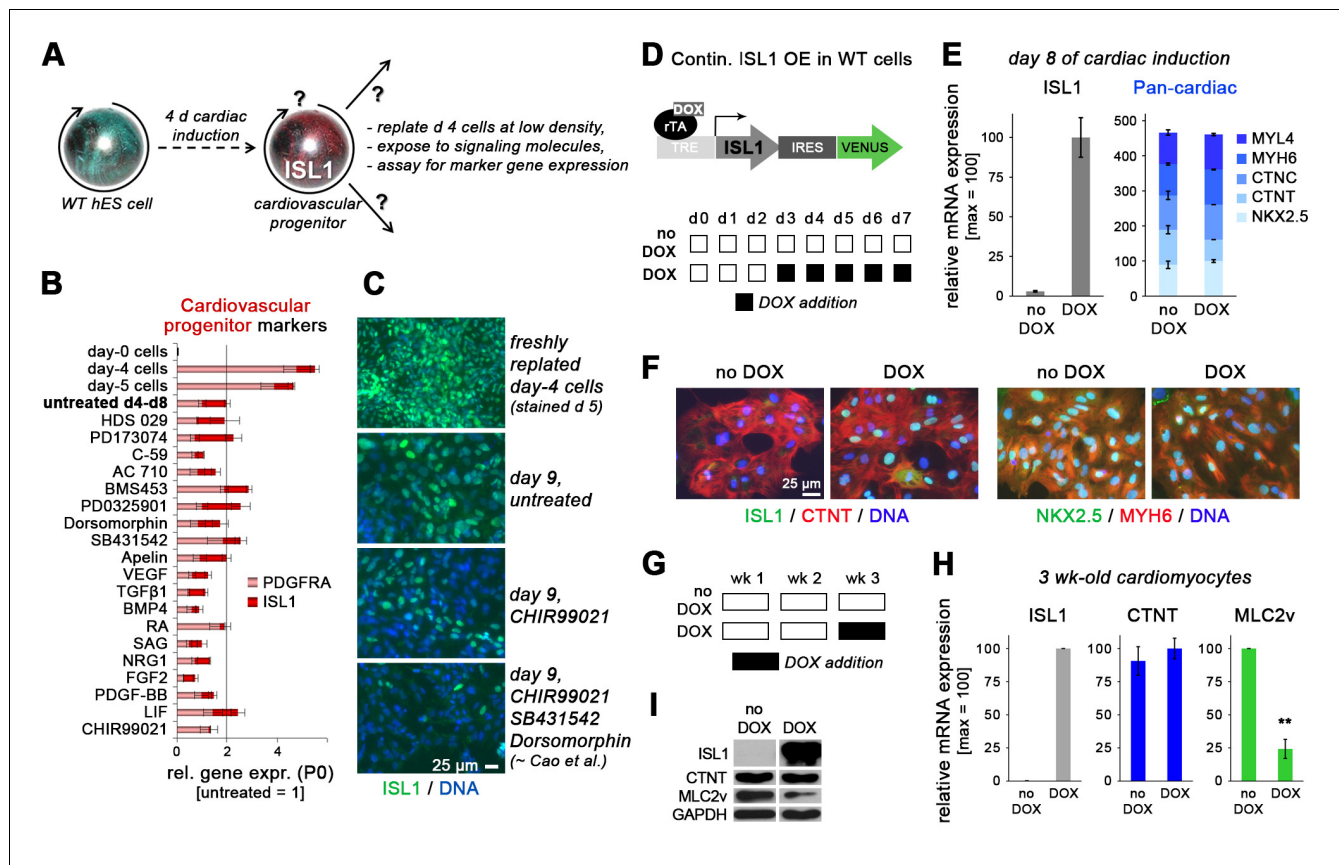 A
4 d cardiac
induction
WT hES cell
?
ISL1
cardiovascular
progenitor
?
?
- replate d 4 cells at low density,
- expose to signaling molecules,
- assay for marker gene expression
B
Cardiovascular
progenitor markers
day-0 cells
day-4 cells
day-5 cells
untreated d4-d8
HDS 029
PD173074
C-59
AC 710
BMS453
PD0325901
Dorsomorphin
SB431542
Apelin
VEGF
TGFβ1
BMP4
RA
SAG
NRG1
FGF2
PDGF-BB
LIF
CHIR99021
PDGFRA
ISL1
0 2 4 6
rel. gene expr. (P0)
[untreated = 1]
C
freshly
replated
day-4 cells
(stained d 5)
day 9,
untreated
day 9,
CHIR99021
day 9,
CHIR99021
SB431542
Dorsomorphin
(~ Cao et al.)
25 µm
ISL1 / DNA
D Contin. ISL1 OE in WT cells
DOX
rTA
TRE ISL1 IRES VENUS
d0 d1 d2 d3 d4 d5 d6 d7
no
DOX
DOX
DOX addition
E day 8 of cardiac induction
ISL1
relative mRNA expression
[max = 100]
100
75
50
25
0
no
DOX
DOX
Pan-cardiac
500
400
300
200
100
0
no
DOX
DOX
MYL4
MYH6
CTNC
CTNT
NKX2.5
F
no DOX DOX no DOX DOX
25 µm
ISL1 / CTNT / DNA
NKX2.5 / MYH6 / DNA
G
wk 1 wk 2 wk 3
no
DOX
DOX
DOX addition
H
3 wk-old cardiomyocytes
ISL1 CTNT MLC2v
relative mRNA expression
[max = 100]
100
75
50
25
0
no
DOX
DOX
100
75
50
25
0
no
DOX
DOX
100
75
50
25
0
**
no
DOX
DOX
I
no
DOX
DOX
ISL1
CTNT
MLC2v
GAPDH